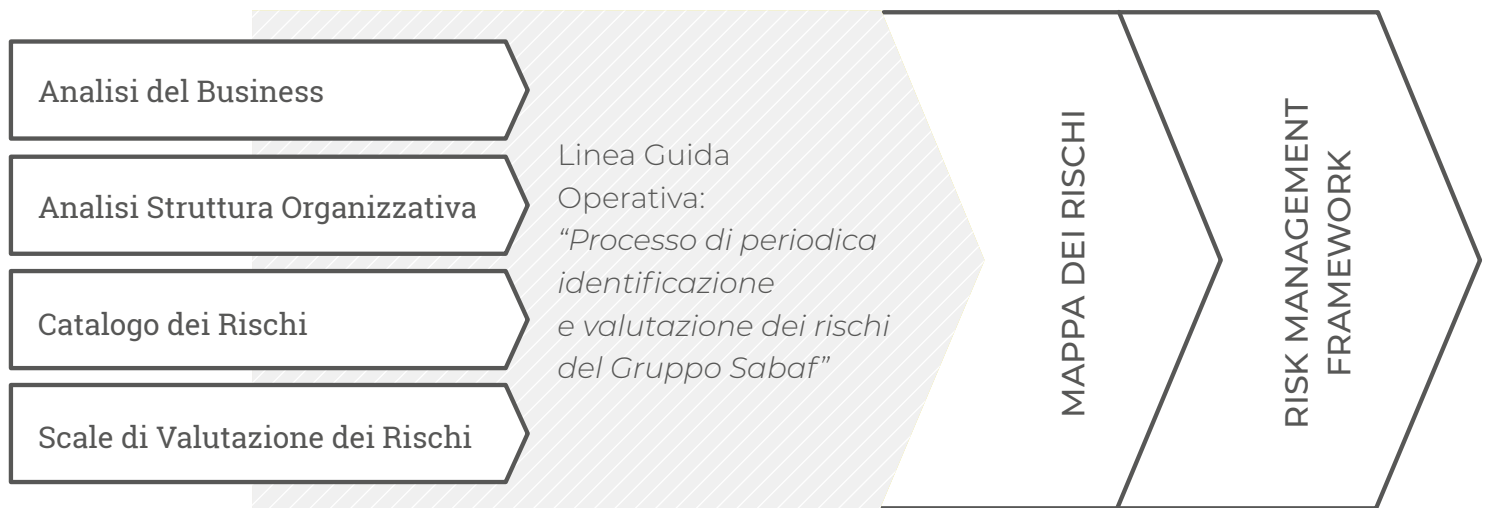 Analisi del Business
Analisi Struttura Organizzativa
Catalogo dei Rischi
Scale di Valutazione dei Rischi
Linea Guida
Operativa:
“Processo di periodica
identificazione
e valutazione dei rischi
del Gruppo Sabaf”
MAPPA DEI RISCHI
RISK MANAGEMENT
FRAMEWORK